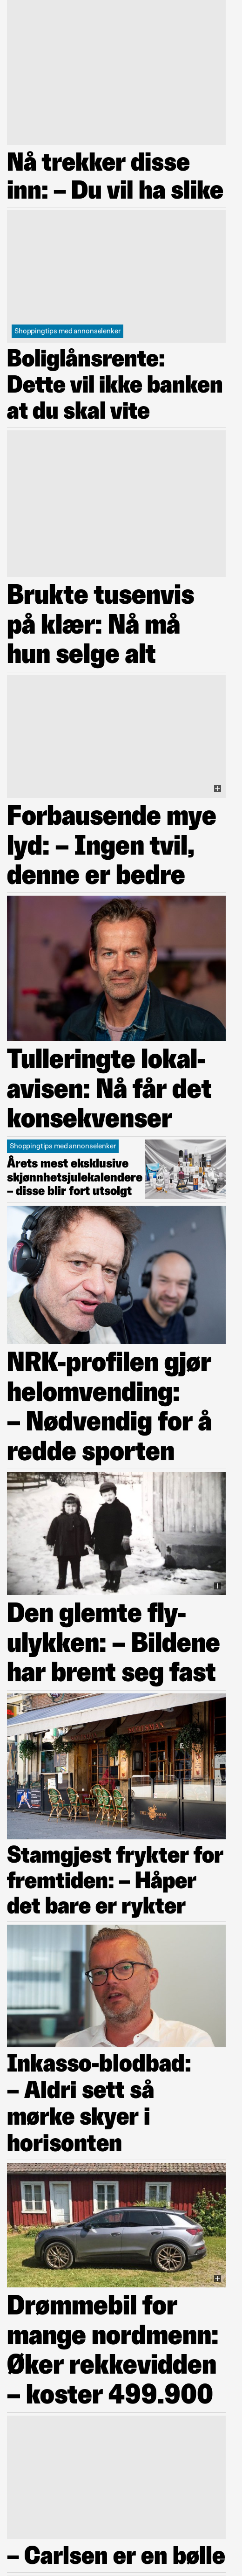 Nå trekker disse
inn: – Du vil ha slike
Shoppingtips med annonselenker
Boliglånsrente:
Dette vil ikke banken
at du skal vite
Brukte tusenvis
på klær: Nå må
hun selge alt
Forbausende mye
lyd: – Ingen tvil,
denne er bedre
Tulleringte lokal-
avisen: Nå får det
konsekvenser
Shoppingtips med annonselenker
Årets mest eksklusive
skjønnhetsjulekalendere
– disse blir fort utsolgt
NRK-profilen gjør
helomvending:
– Nødvendig for å
redde sporten
Den glemte fly-
ulykken: – Bildene
har brent seg fast
Stamgjest frykter for
fremtiden: – Håper
det bare er rykter
Inkasso-blodbad:
– Aldri sett så
mørke skyer i
horisonten
Drømmebil for
mange nordmenn:
Øker rekkevidden
– koster 499.900
– Carlsen er en bølle